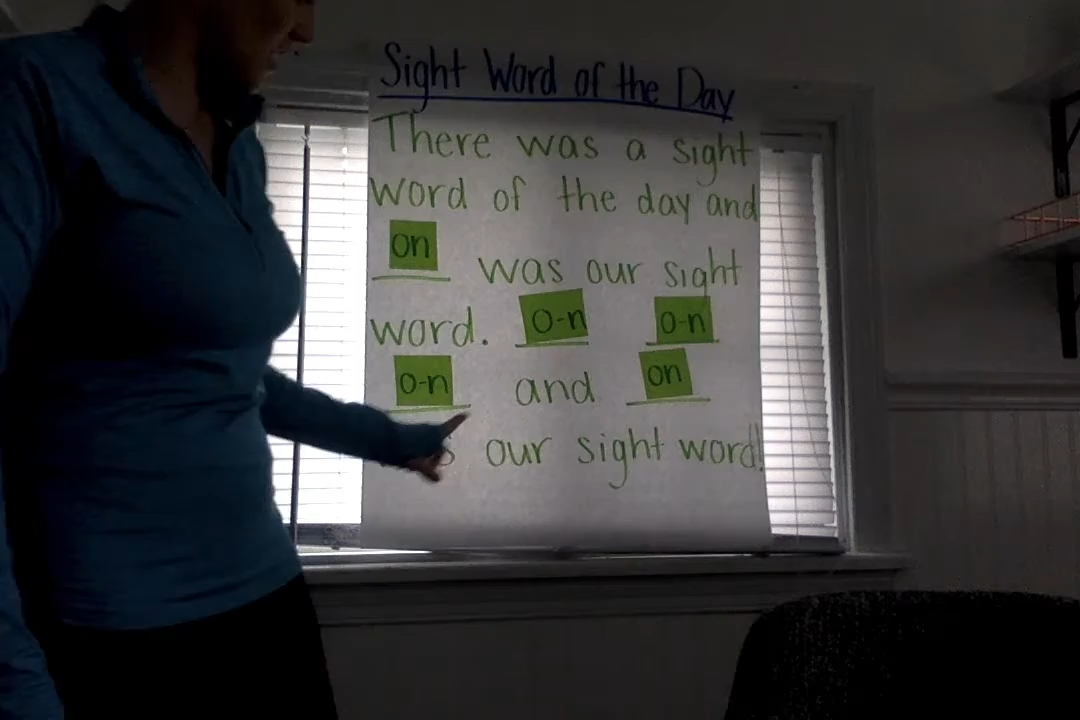 Sight Word of the Day
There was a sight
word of the day and
on was our sight
word. o-n o-n
o-n and on
our sight word!